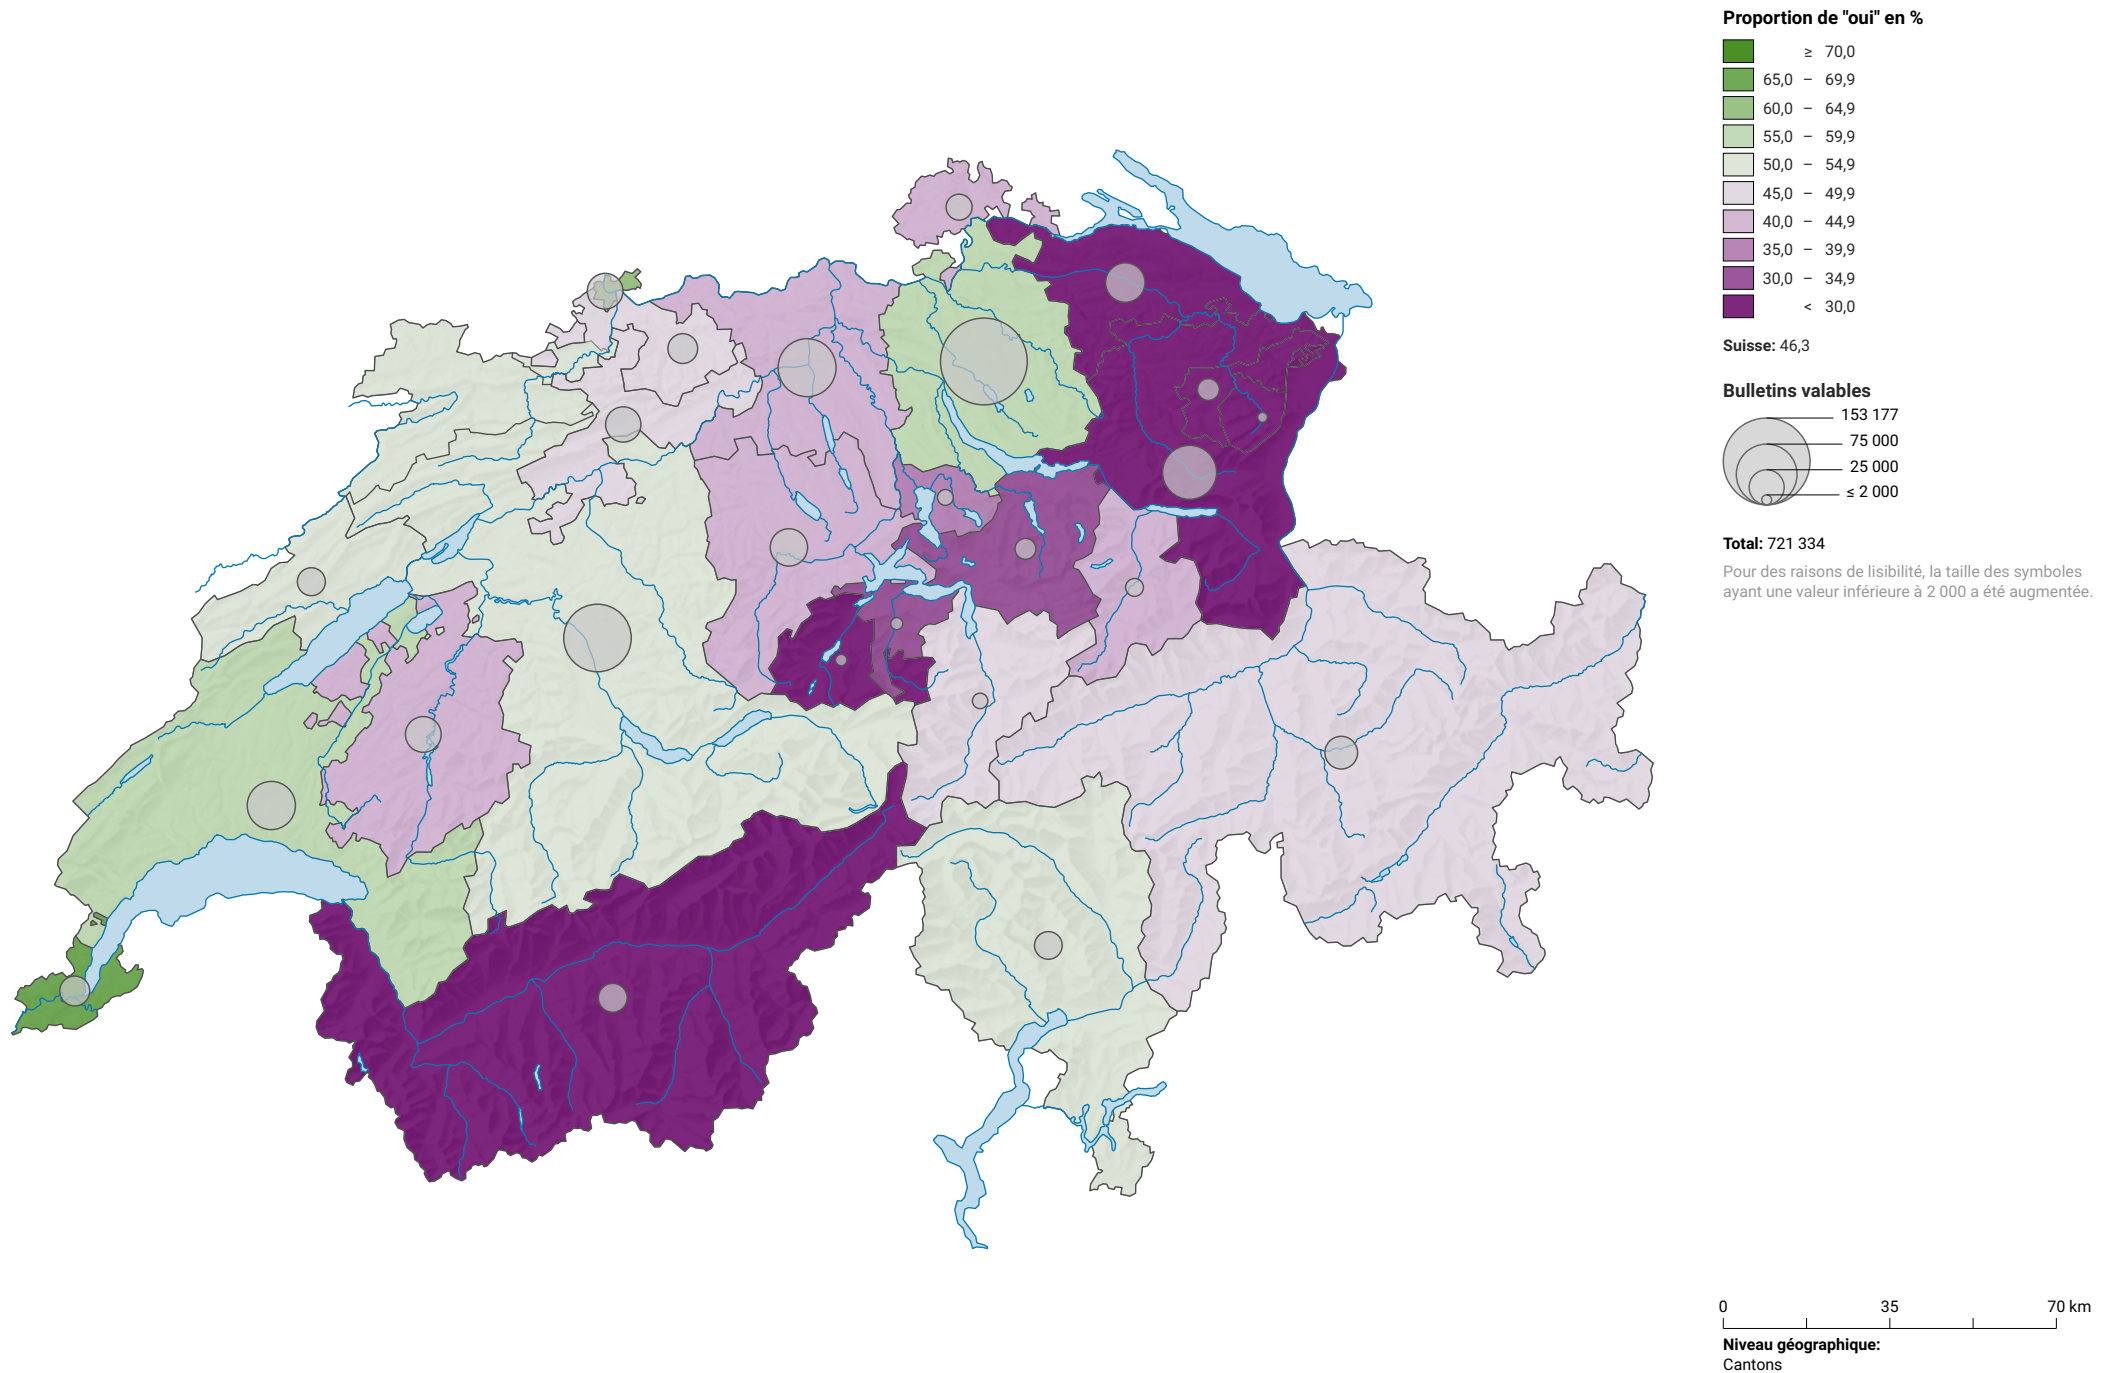 Proportion de "oui" en %
≥ 70,0
65,0 – 69,9
60,0 – 64,9
55,0 – 59,9
50,0 – 54,9
45,0 – 49,9
40,0 – 44,9
35,0 – 39,9
30,0 – 34,9
< 30,0
Suisse: 46,3
Bulletins valables
153 177
75 000
25 000
≤ 2 000
Total: 721 334
Pour des raisons de lisibilité, la taille des symboles
ayant une valeur inférieure à 2 000 a été augmentée.
0 35 70 km
Niveau géographique:
Cantons